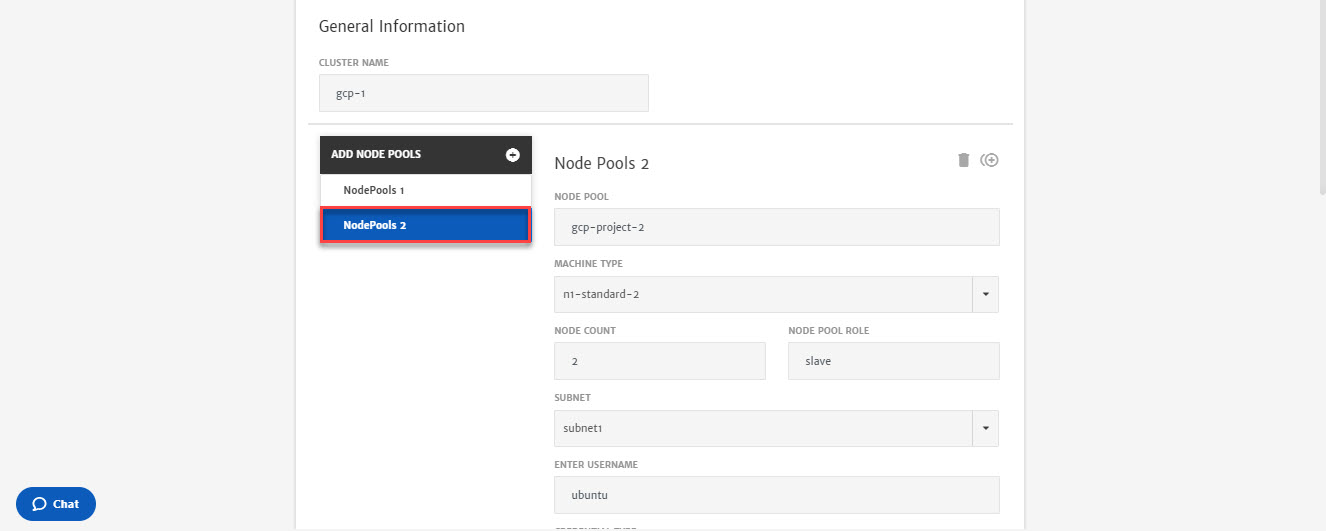 General Information
CLUSTER NAME
gcp-1
ADD NODE POOLS
NodePools 1
NodePools 2
Node Pools 2
NODE POOL
gcp-project-2
MACHINE TYPE
n1-standard-2
NODE COUNT
NODE POOL ROLE
2
slave
SUBNET
subnet1
ENTER USERNAME
ubuntu
CREDENTIAL TYPE
Chat